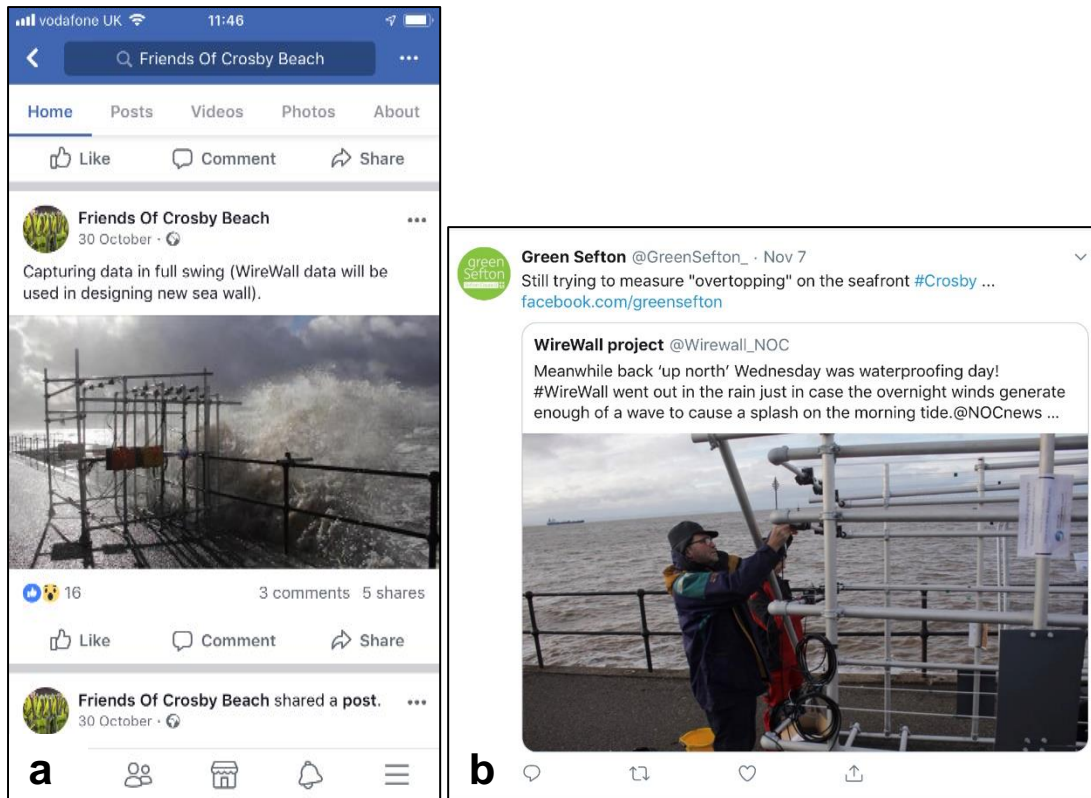 vodafone UK 11:46
Friends Of Crosby Beach
Home Posts Videos Photos About
Like Comment Share
Friends Of Crosby Beach
30 October ·
Capturing data in full swing (WireWall data will be
used in designing new sea wall).
16 3 comments 5 shares
Like Comment Share
Friends Of Crosby Beach shared a post.
30 October ·
a
green
Sefton
Green Sefton @GreenSefton_ · Nov 7
Still trying to measure "overtopping" on the seafront #Crosby ...
facebook.com/greensefton
WireWall project @Wirewall_NOC
Meanwhile back ‘up north’ Wednesday was waterproofing day!
#WireWall went out in the rain just in case the overnight winds generate
enough of a wave to cause a splash on the morning tide.@NOCnews ...
b